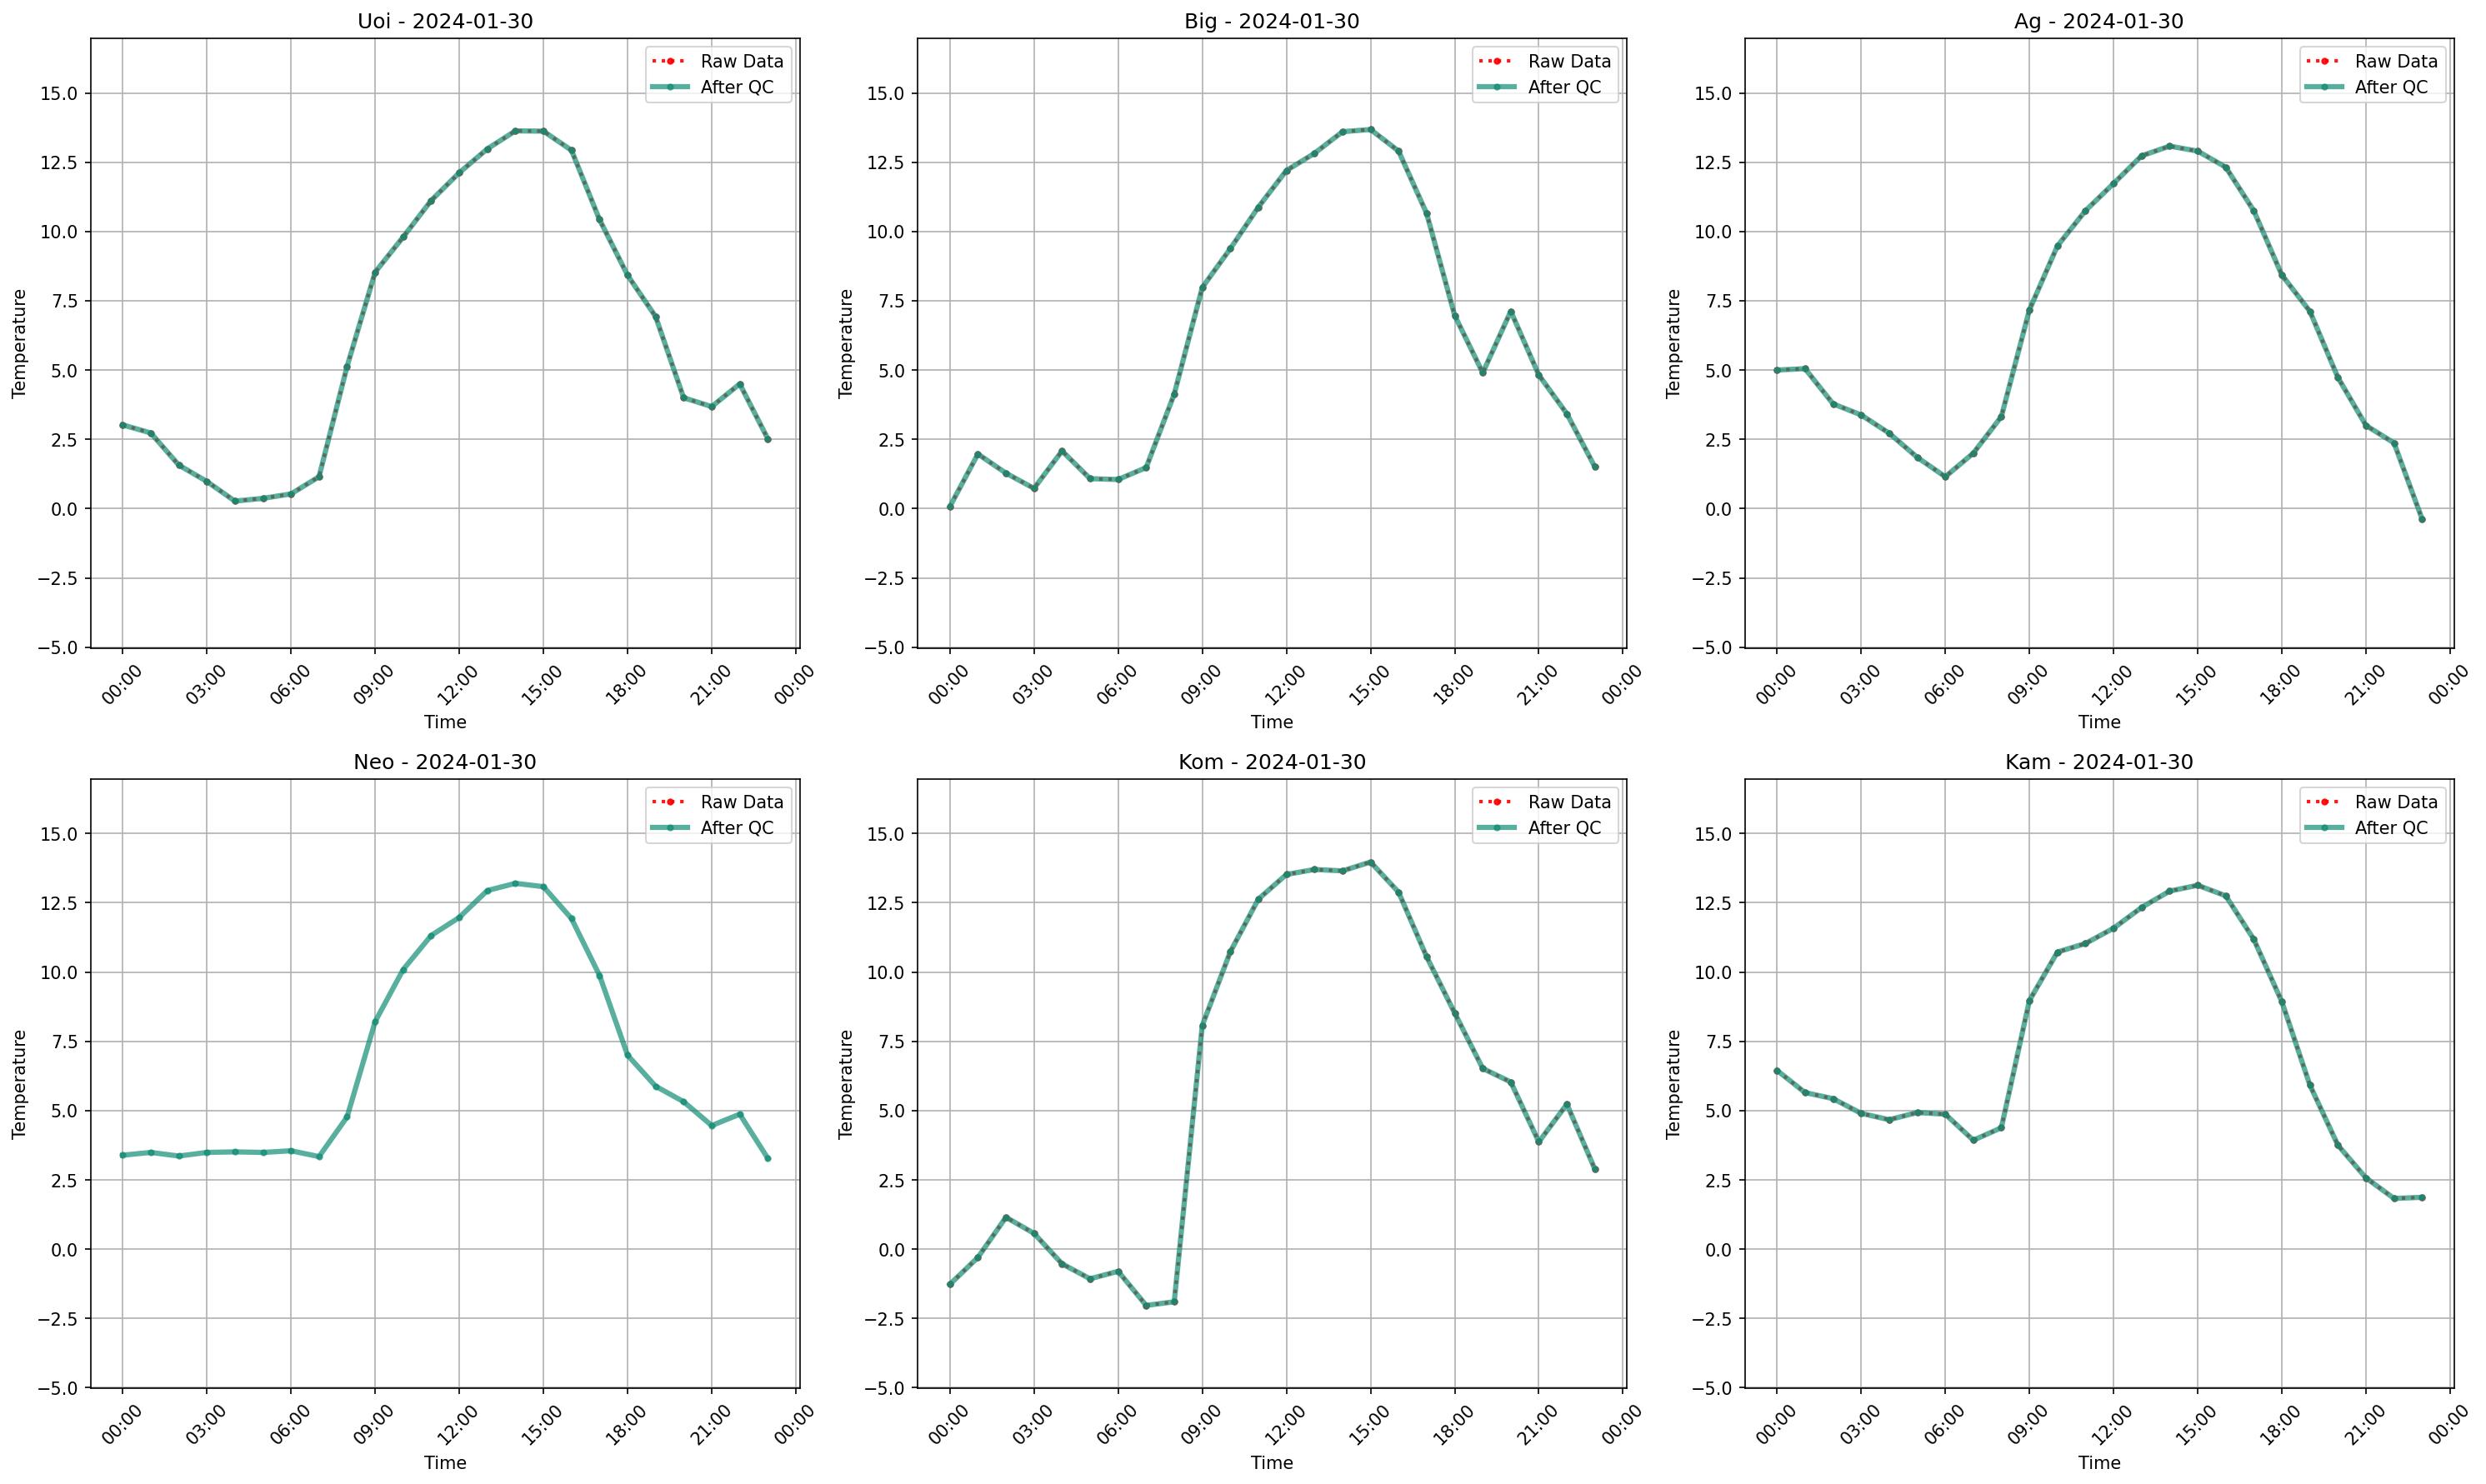 Uoi - 2024-01-30
Raw Data
After QC
Temperature
15.0
12.5
10.0
7.5
5.0
2.5
0.0
−2.5
−5.0
00:00 03:00 06:00 09:00 12:00 15:00 18:00 21:00 00:00
Time
Big - 2024-01-30
Raw Data
After QC
Temperature
15.0
12.5
10.0
7.5
5.0
2.5
0.0
−2.5
−5.0
00:00 03:00 06:00 09:00 12:00 15:00 18:00 21:00 00:00
Time
Ag - 2024-01-30
Raw Data
After QC
Temperature
15.0
12.5
10.0
7.5
5.0
2.5
0.0
−2.5
−5.0
00:00 03:00 06:00 09:00 12:00 15:00 18:00 21:00 00:00
Time
Neo - 2024-01-30
Raw Data
After QC
Temperature
15.0
12.5
10.0
7.5
5.0
2.5
0.0
−2.5
−5.0
00:00 03:00 06:00 09:00 12:00 15:00 18:00 21:00 00:00
Time
Kom - 2024-01-30
Raw Data
After QC
Temperature
15.0
12.5
10.0
7.5
5.0
2.5
0.0
−2.5
−5.0
00:00 03:00 06:00 09:00 12:00 15:00 18:00 21:00 00:00
Time
Kam - 2024-01-30
Raw Data
After QC
Temperature
15.0
12.5
10.0
7.5
5.0
2.5
0.0
−2.5
−5.0
00:00 03:00 06:00 09:00 12:00 15:00 18:00 21:00 00:00
Time